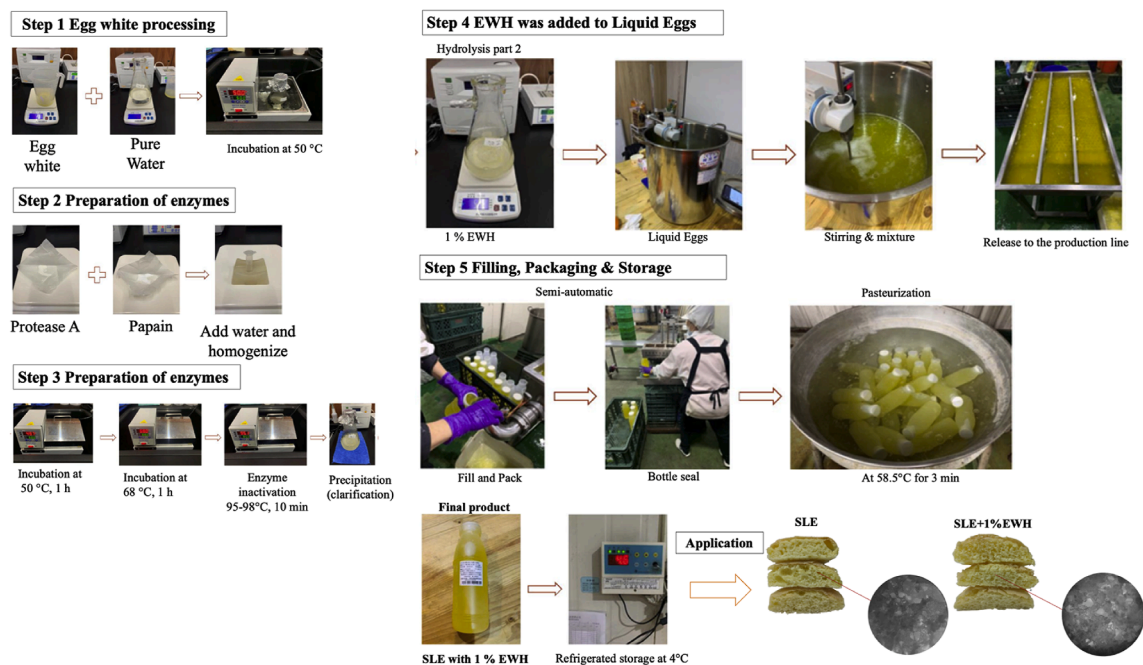 Step 1 Egg white processing
Egg
white
Pure
Water
Incubation at 50 °C
Step 2 Preparation of enzymes
Protease A
Papain
Add water and
homogenize
Step 3 Preparation of enzymes
Incubation at
50 °C, 1 h
Incubation at
68 °C, 1 h
Enzyme
inactivation
95-98°C, 10 min
Precipitation
(clarification)
Step 4 EWH was added to Liquid Eggs
Hydrolysis part 2
1 % EWH
Liquid Eggs
Stirring & mixture
Release to the production line
Step 5 Filling, Packaging & Storage
Semi-automatic
Pasteurization
Fill and Pack
Bottle seal
At 58.5°C for 3 min
Final product
SLE with 1 % EWH
Refrigerated storage at 4°C
Application
SLE
SLE+1%EWH